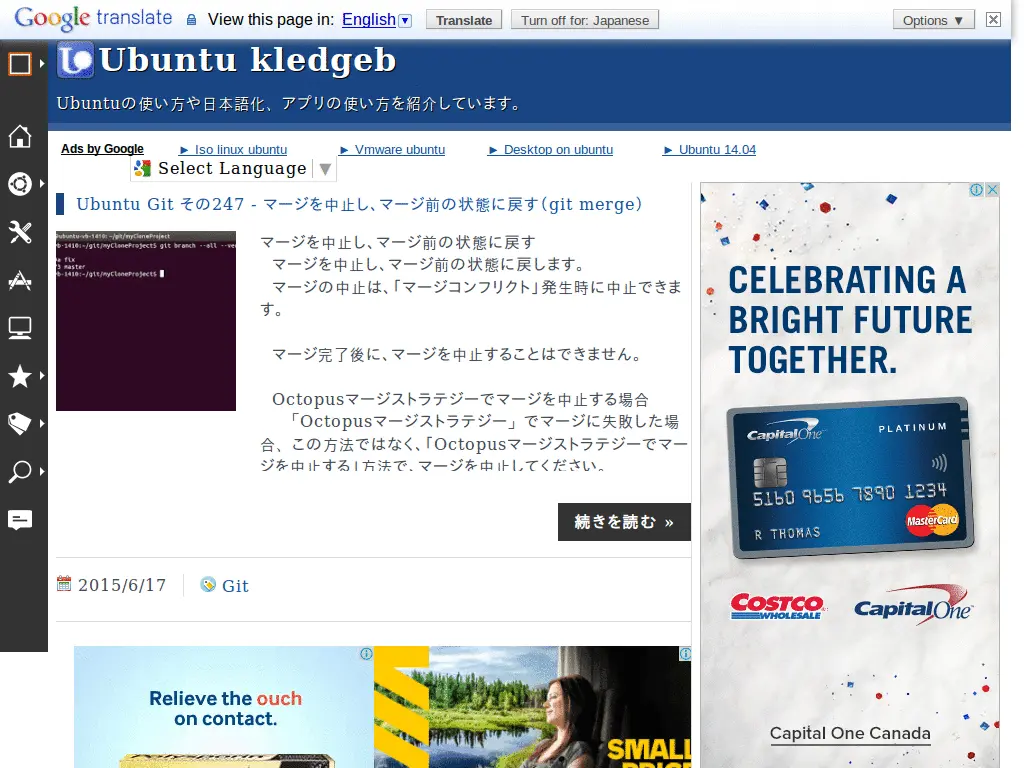 Google translate View this page in: English ▼ Translate Turn off for: Japanese Options ▼
Ubuntu kledgeb
Ubuntuの使い方や日本語化、アプリの使い方を紹介しています。
Ads by Google ► Iso linux ubuntu ► Vmware ubuntu ► Desktop on ubuntu ► Ubuntu 14.04
Select Language ▼
Ubuntu Git その247 - マージを中止し、マージ前の状態に戻す(git merge)
マージを中止し、マージ前の状態に戻す
マージを中止し、マージ前の状態に戻します。
マージの中止は、「マージコンフリクト」発生時に中止できま
す。
マージ完了後に、マージを中止することはできません。
Octopusマージストラテジーでマージを中止する場合
「Octopusマージストラテジー」でマージに失敗した場
合、この方法ではなく、「Octopusマージストラテジーでマー
ジを中止する」方法で、マージを中止してください。
続きを読む »
2015/6/17
Git
Relieve the ouch
on contact.
CELEBRATING A
BRIGHT FUTURE
TOGETHER.
Capital One PLATINUM
5160 9656 7890 1234
R THOMAS
MasterCard
COSTCO
WHOLESALE
Capital One
Capital One Canada